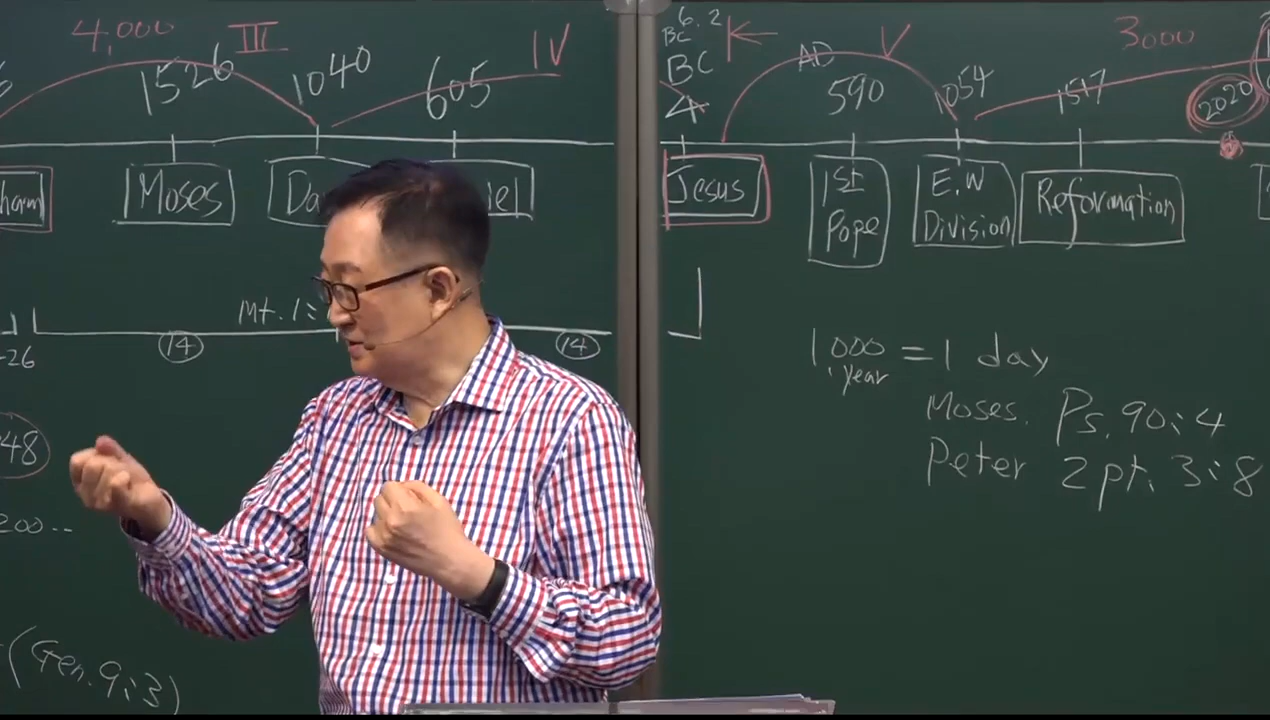 4,000 III IV
1526 1040 605
Moses
Mt. 1:
14 14
-26
48
200--
(Gen. 9:3)
BC 6.2
BC
4
AD V 3000
590 1054 1517 2020
Jesus
1st
Pope
E.W
Division
Reformation
1000 = 1 day
year
Moses. Ps. 90:4
Peter 2 pt. 3:8